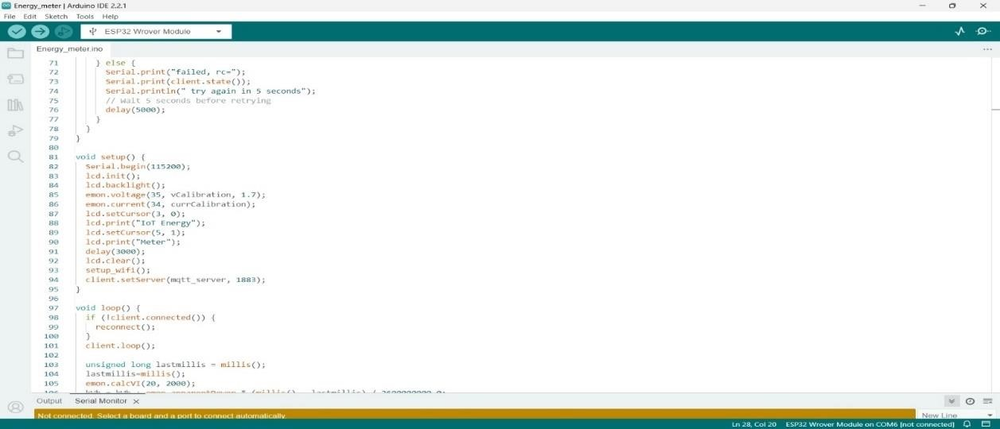 Energy_meter | Arduino IDE 2.2.1
File Edit Sketch Tools Help
ESP32 Wrover Module
Energy_meter.ino
71 } else {
72 Serial.print("failed, rc=");
73 Serial.print(client.state());
74 Serial.println(" try again in 5 seconds");
75 // Wait 5 seconds before retrying
76 delay(5000);
77 }
78 }
79 }
80
81 void setup() {
82 Serial.begin(115200);
83 lcd.init();
84 lcd.backlight();
85 emon.voltage(35, vCalibration, 1.7);
86 emon.current(34, currCalibration);
87 lcd.setCursor(3, 0);
88 lcd.print("IoT Energy");
89 lcd.setCursor(5, 1);
90 lcd.print("Meter");
91 delay(3000);
92 lcd.clear();
93 setup_wifi();
94 client.setServer(mqtt_server, 1883);
95 }
96
97 void loop() {
98 if (!client.connected()) {
99 reconnect();
100 }
101 client.loop();
102
103 unsigned long lastmillis = millis();
104 lastmillis=millis();
105 emon.calcVI(20, 2000);
Output Serial Monitor
Not connected. Select a board and a port to connect automatically.
New Line
Ln 28, Col 20 ESP32 Wrover Module on COM6 [not connected]